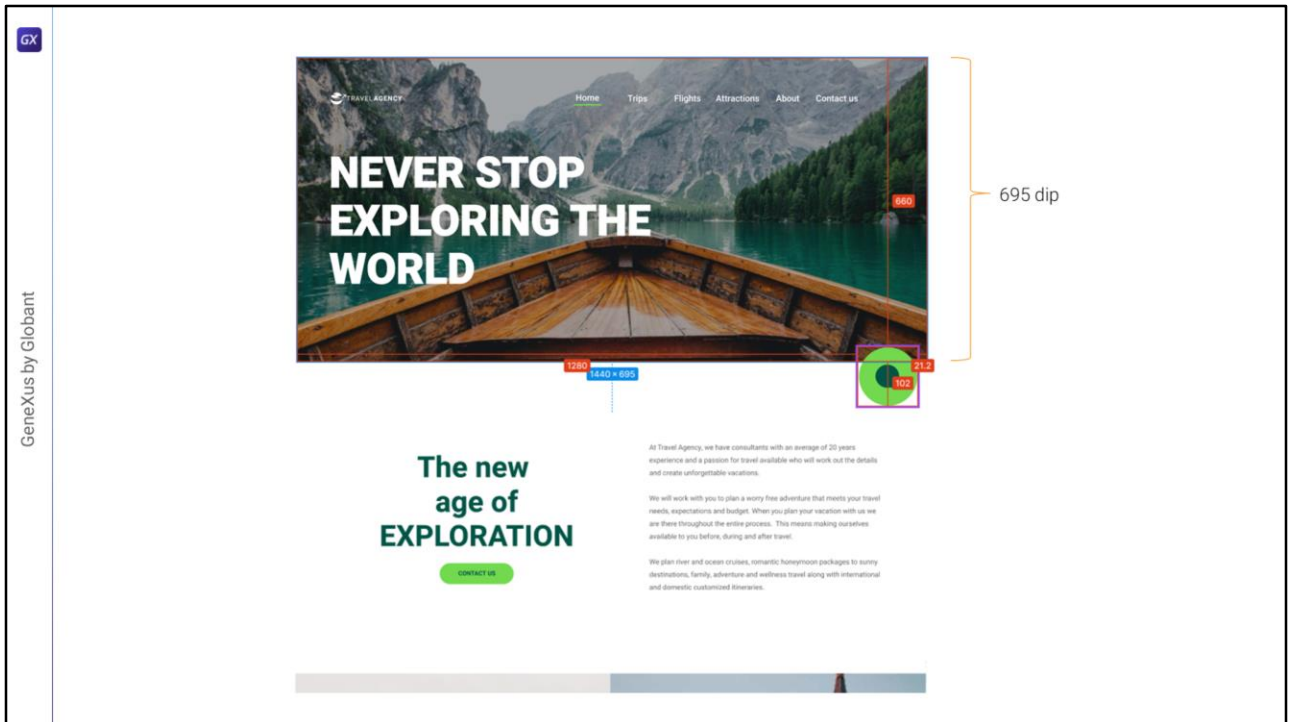 GX
GeneXus by Globant
TRAVELAGENCY
Home Trips Flights Attractions About Contact us
NEVER STOP
EXPLORING THE
WORLD
660
695 dip
1280
1440 × 695
21.2
102
The new
age of
EXPLORATION
CONTACT US
At Travel Agency, we have consultants with an average of 20 years
experience and a passion for travel available who will work out the details
and create unforgettable vacations.
We will work with you to plan a worry free adventure that meets your travel
needs, expectations and budget. When you plan your vacation with us we
are there throughout the entire process. This means making ourselves
available to you before, during and after travel.
We plan river and ocean cruises, romantic honeymoon packages to sunny
destinations, family, adventure and wellness travel along with international
and domestic customized itineraries.